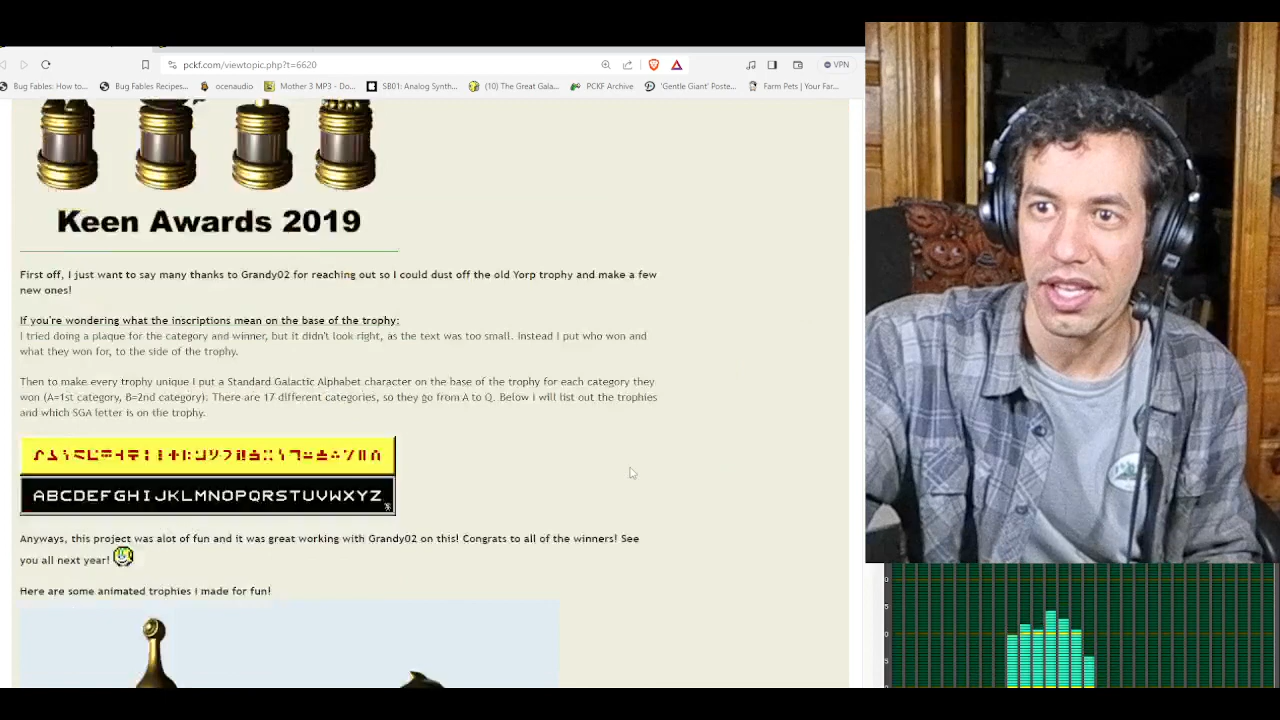 pckf.com/viewtopic.php?t=6620
VPN
Bug Fables: How to...
Bug Fables Recipes...
ocenaudio
Mother 3 MP3 - Do...
SB01: Analog Synth...
(10) The Great Gala...
PCKF Archive
'Gentle Giant' Poste...
Farm Pets | Your Far...
Keen Awards 2019
First off, I just want to say many thanks to Grandy02 for reaching out so I could dust off the old Yorp trophy and make a few
new ones!
If you're wondering what the inscriptions mean on the base of the trophy:
I tried doing a plaque for the category and winner, but it didn't look right, as the text was too small. Instead I put who won and
what they won for, to the side of the trophy.
Then to make every trophy unique I put a Standard Galactic Alphabet character on the base of the trophy for each category they
won (A=1st category, B=2nd category). There are 17 different categories, so they go from A to Q. Below I will list out the trophies
and which SGA letter is on the trophy.
ABCDEFGHIJKLMNOPQRSTUVWXYZ
Anyways, this project was alot of fun and it was great working with Grandy02 on this! Congrats to all of the winners! See
you all next year!
Here are some animated trophies I made for fun!